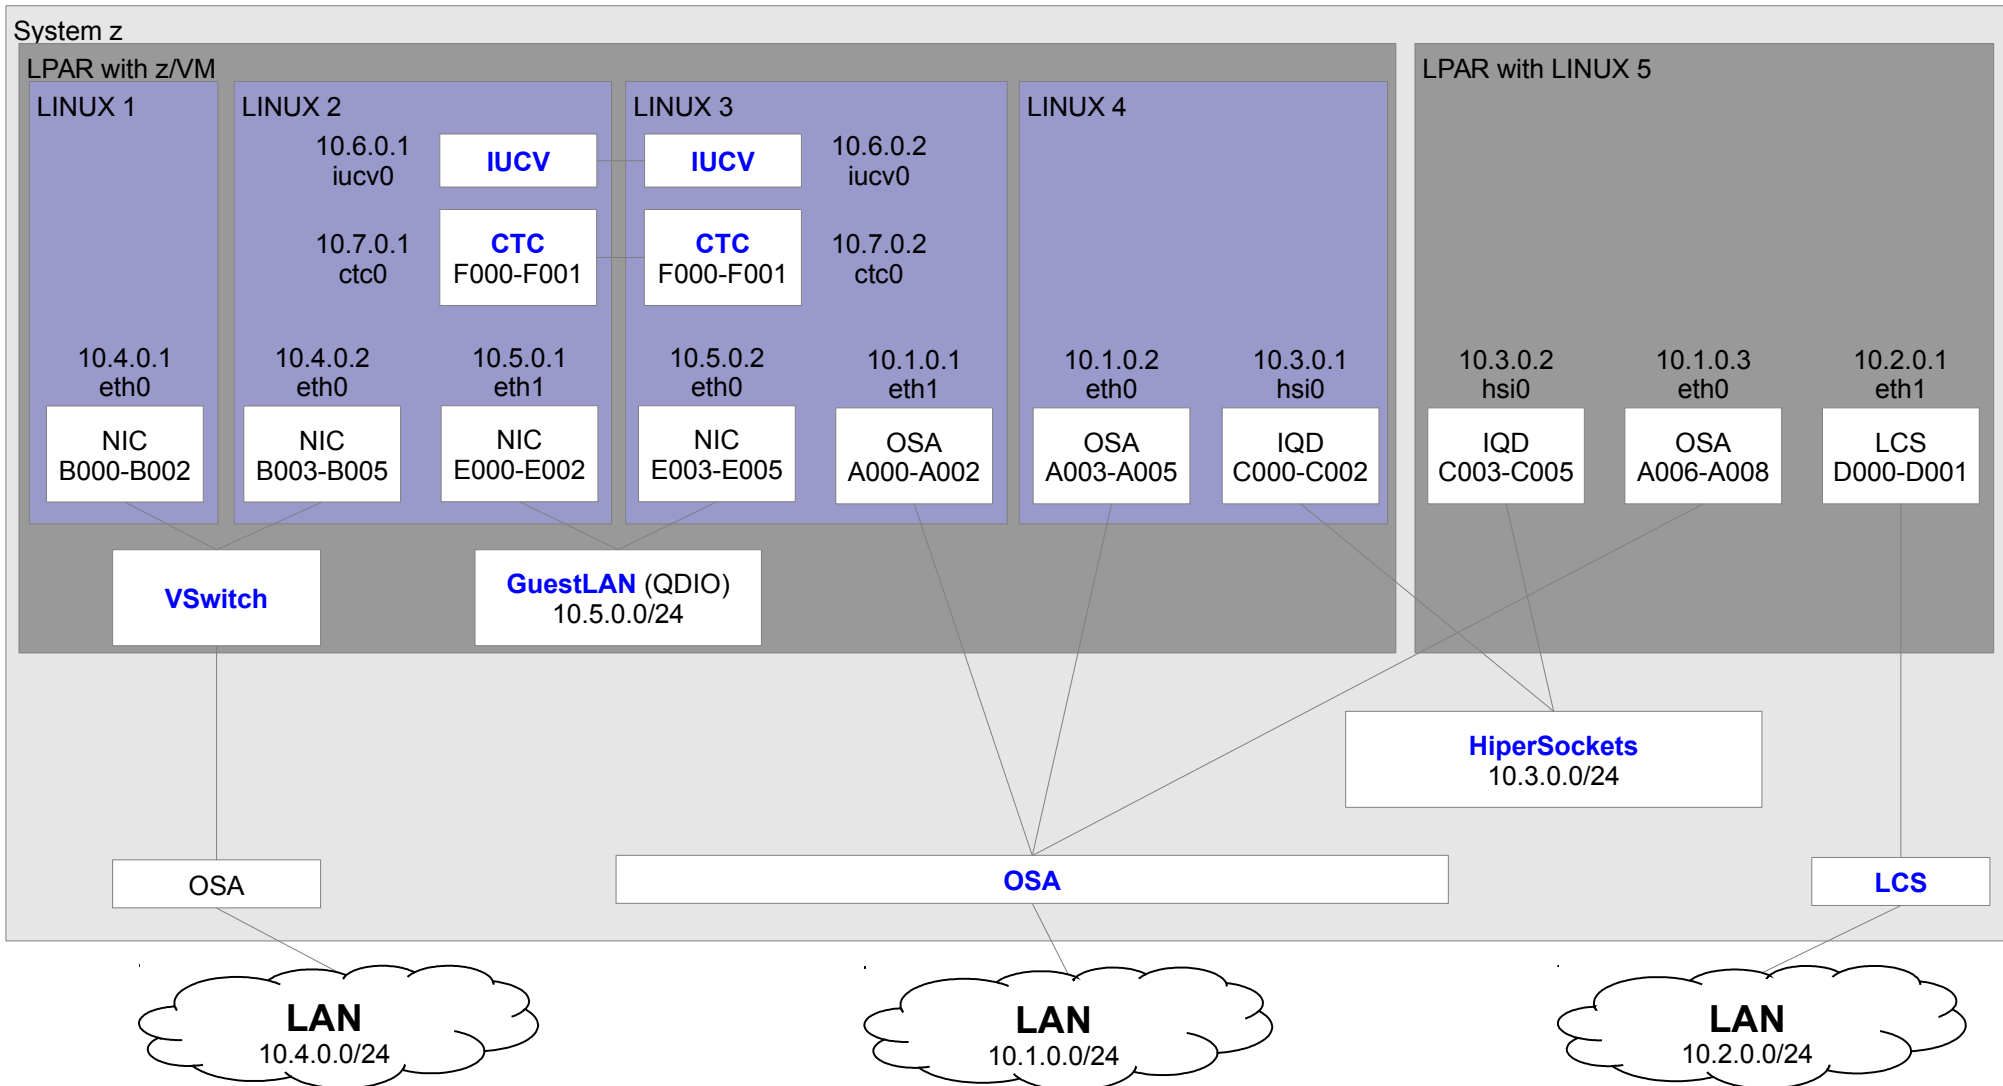 System z
LPAR with z/VM
LPAR with LINUX 5
LINUX 1
LINUX 2
LINUX 3
LINUX 4
10.6.0.1
iucv0
IUCV
IUCV
10.6.0.2
iucv0
10.7.0.1
ctc0
CTC
F000-F001
CTC
F000-F001
10.7.0.2
ctc0
10.4.0.1
eth0
10.4.0.2
eth0
10.5.0.1
eth1
10.5.0.2
eth0
10.1.0.1
eth1
10.1.0.2
eth0
10.3.0.1
hsi0
10.3.0.2
hsi0
10.1.0.3
eth0
10.2.0.1
eth1
NIC
B000-B002
NIC
B003-B005
NIC
E000-E002
NIC
E003-E005
OSA
A000-A002
OSA
A003-A005
IQD
C000-C002
IQD
C003-C005
OSA
A006-A008
LCS
D000-D001
VSwitch
GuestLAN (QDIO)
10.5.0.0/24
HiperSockets
10.3.0.0/24
OSA
OSA
LCS
LAN
10.4.0.0/24
LAN
10.1.0.0/24
LAN
10.2.0.0/24